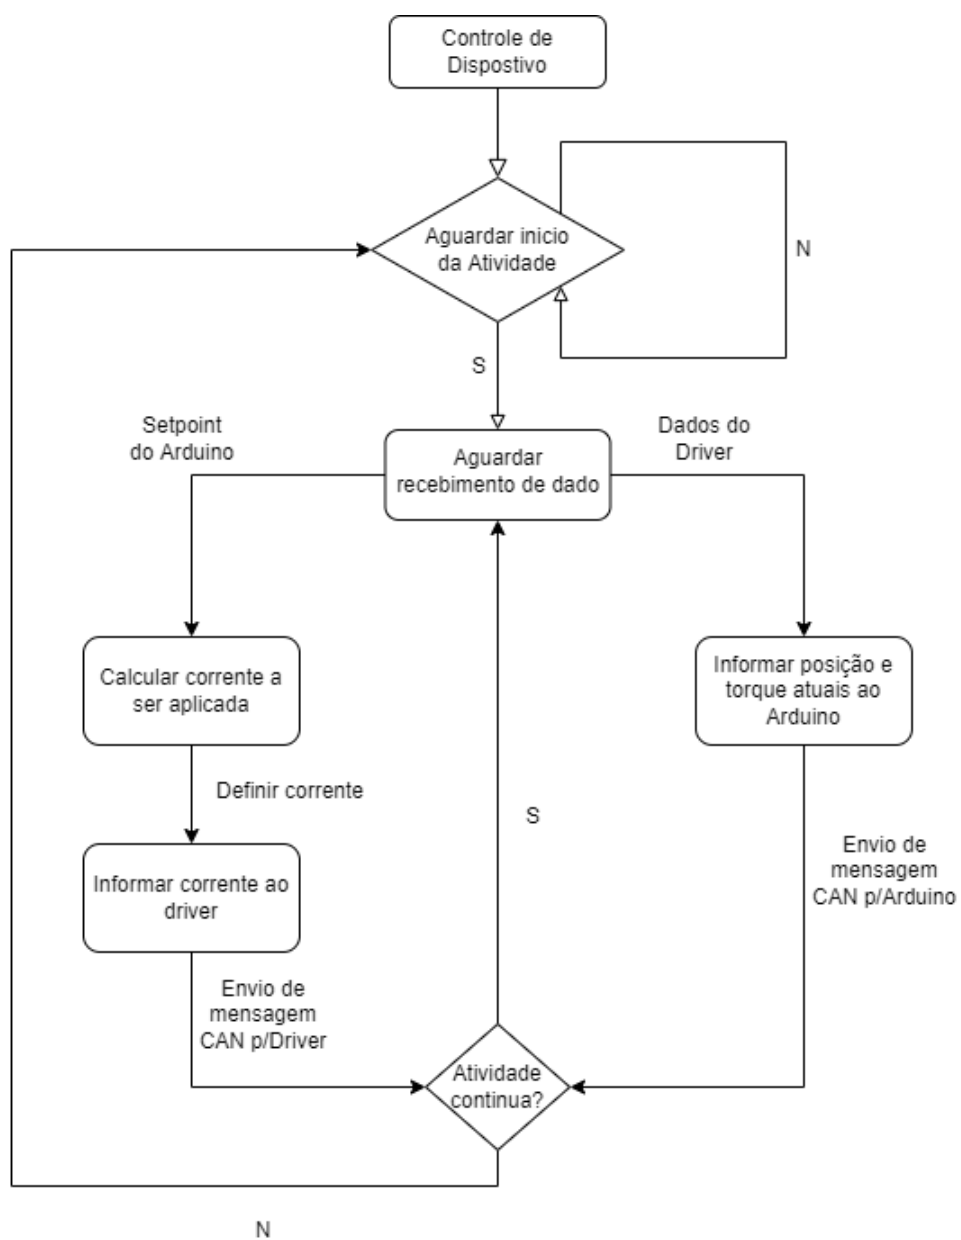 Controle de
Dispostivo
Aguardar inicio
da Atividade
N
S
Setpoint
do Arduino
Aguardar
recebimento de dado
Dados do
Driver
Calcular corrente a
ser aplicada
Informar posição e
torque atuais ao
Arduino
Definir corrente
S
Informar corrente ao
driver
Envio de
mensagem
CAN p/Arduino
Envio de
mensagem
CAN p/Driver
Atividade
continua?
N